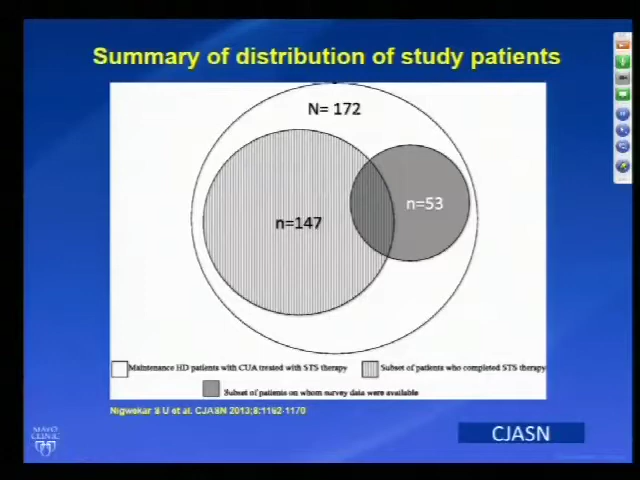 Summary of distribution of study patients
N= 172
n=147
n=53
Maintenance HD patients with CUA treated with STS therapy
Subset of patients who completed STS therapy
Subset of patients on whom survey data were available
Nigwekar S U et al. CJASN 2013;8:1162-1170
MAYO
CLINIC
CJASN